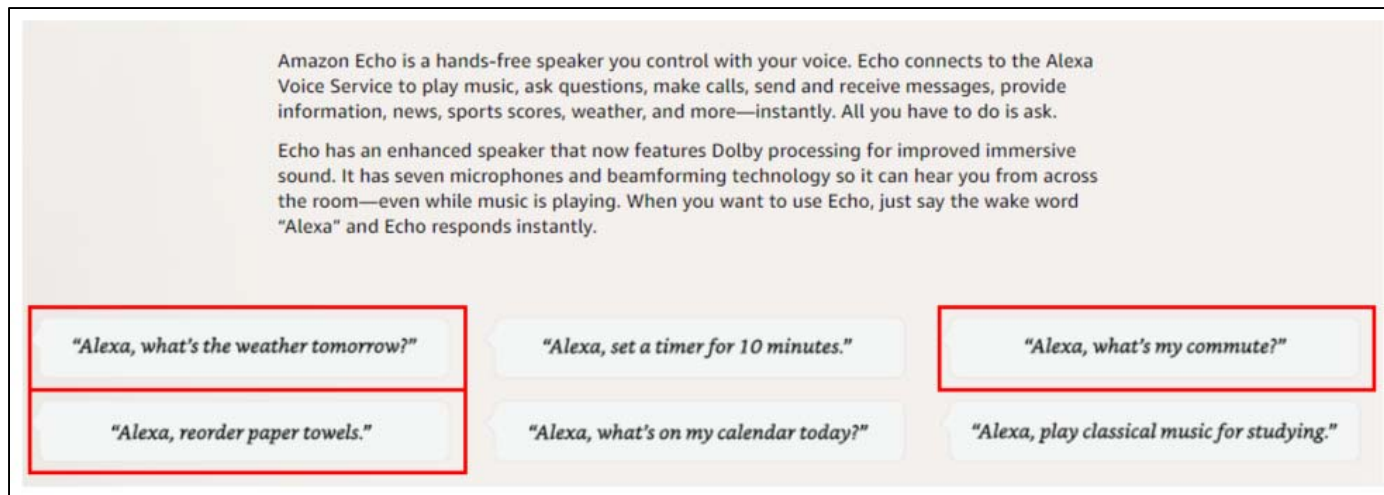 Amazon Echo is a hands-free speaker you control with your voice. Echo connects to the Alexa
Voice Service to play music, ask questions, make calls, send and receive messages, provide
information, news, sports scores, weather, and more—instantly. All you have to do is ask.
Echo has an enhanced speaker that now features Dolby processing for improved immersive
sound. It has seven microphones and beamforming technology so it can hear you from across
the room—even while music is playing. When you want to use Echo, just say the wake word
“Alexa” and Echo responds instantly.
“Alexa, what’s the weather tomorrow?”
“Alexa, set a timer for 10 minutes.”
“Alexa, what’s my commute?”
“Alexa, reorder paper towels.”
“Alexa, what’s on my calendar today?”
“Alexa, play classical music for studying.”